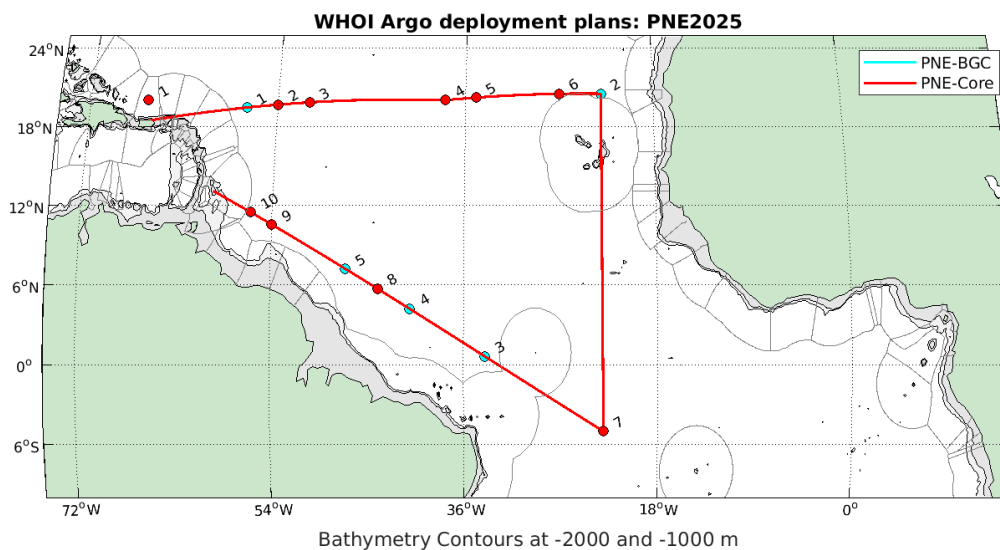 WHOI Argo deployment plans: PNE2025
24°N
18°N
12°N
6°N
0°
6°S
72°W
54°W
36°W
18°W
0°
PNE-BGC
PNE-Core
1
1
2
3
4
5
6
2
10
9
5
8
4
3
7
Bathymetry Contours at -2000 and -1000 m